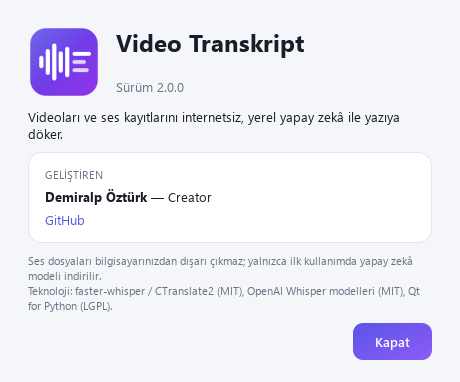 Video Transkript
Sürüm 2.0.0
Videoları ve ses kayıtlarını internetsiz, yerel yapay zekâ ile yazıya
döker.
GELİŞTİREN
Demiralp Öztürk — Creator
GitHub
Ses dosyaları bilgisayarınızdan dışarı çıkmaz; yalnızca ilk kullanımda yapay zekâ
modeli indirilir.
Teknoloji: faster-whisper / CTranslate2 (MIT), OpenAI Whisper modelleri (MIT), Qt
for Python (LGPL).
Kapat